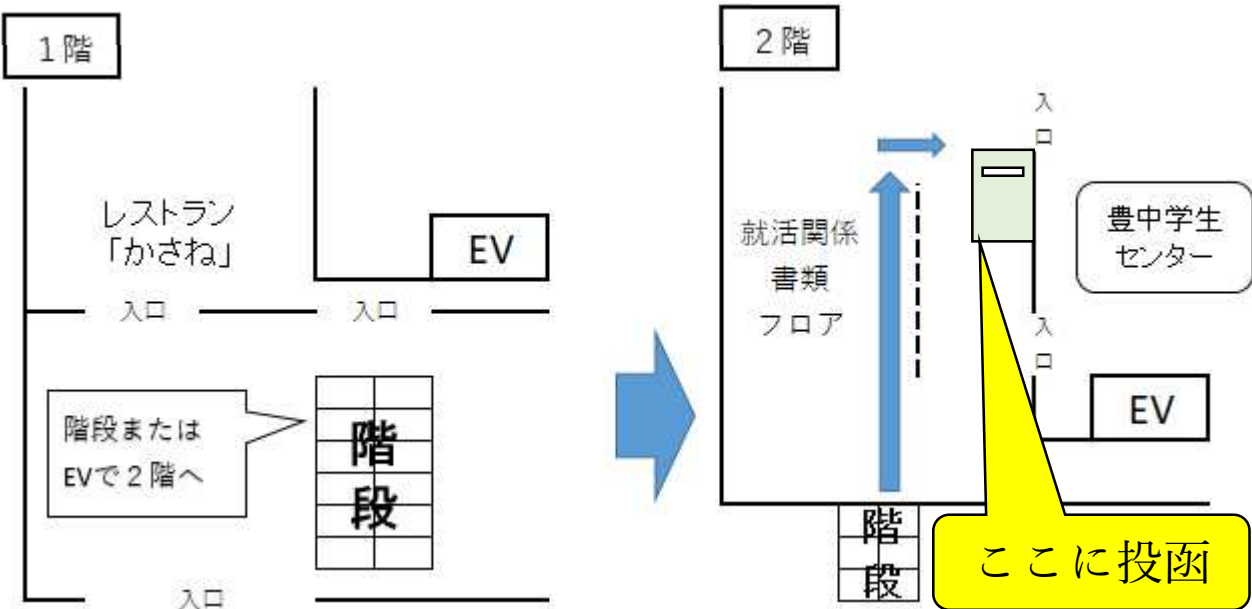 1階
レストラン
「かさね」
EV
入口
入口
階段または
EVで2階へ
階
段
入口
2階
入
口
就活関係
書類
フロア
豊中学生
センター
入
口
EV
階
段
ここに投函